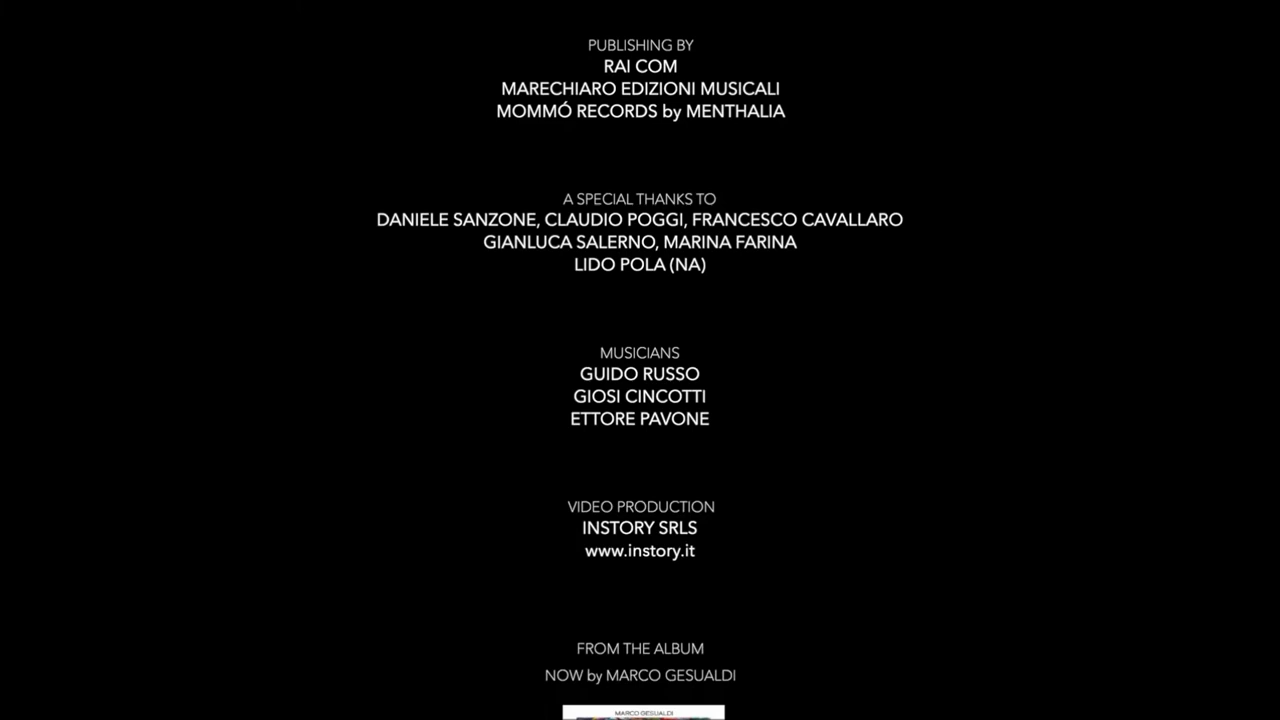 PUBLISHING BY
RAI COM
MARECHIARO EDIZIONI MUSICALI
MOMMÓ RECORDS by MENTHALIA
A SPECIAL THANKS TO
DANIELE SANZONE, CLAUDIO POGGI, FRANCESCO CAVALLARO
GIANLUCA SALERNO, MARINA FARINA
LIDO POLA (NA)
MUSICIANS
GUIDO RUSSO
GIOSI CINCOTTI
ETTORE PAVONE
VIDEO PRODUCTION
INSTORY SRLS
www.instory.it
FROM THE ALBUM
NOW by MARCO GESUALDI
MARCO GESUALDI